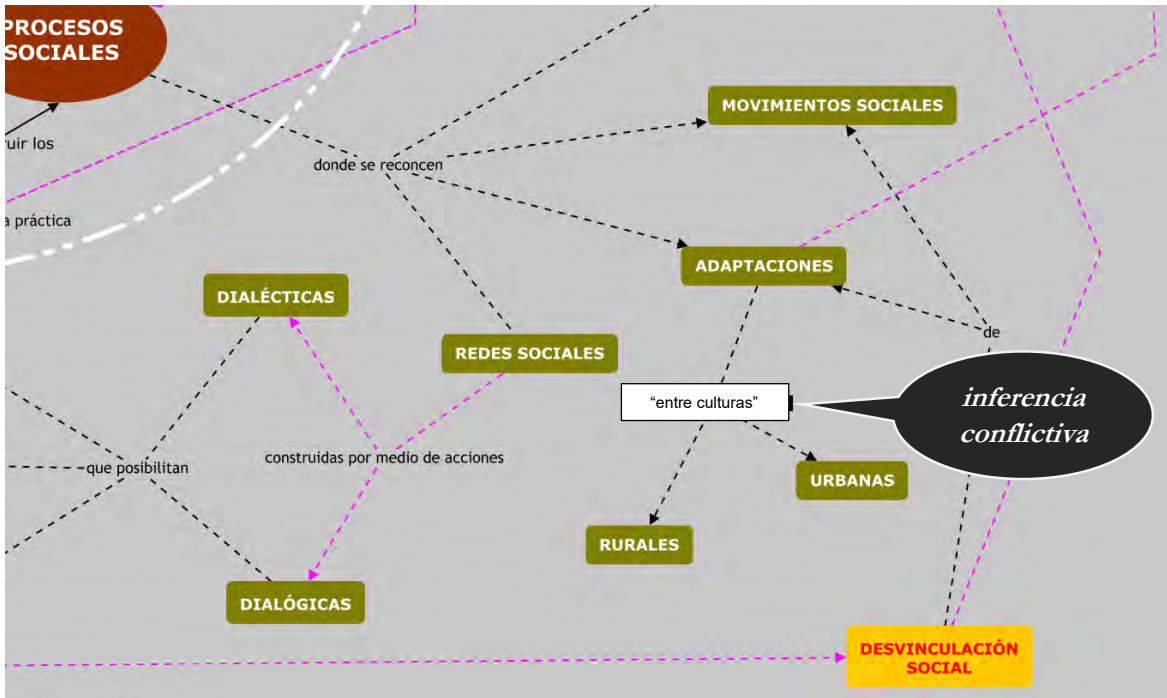 PROCESOS
SOCIALES
MOVIMIENTOS SOCIALES
ruir los
donde se reconcen
a práctica
ADAPTACIONES
DIALÉCTICAS
de
REDES SOCIALES
“entre culturas”
inferencia
conflictiva
que posibilitan
construidas por medio de acciones
URBANAS
RURALES
DIALÓGICAS
DESVINCULACIÓN
SOCIAL